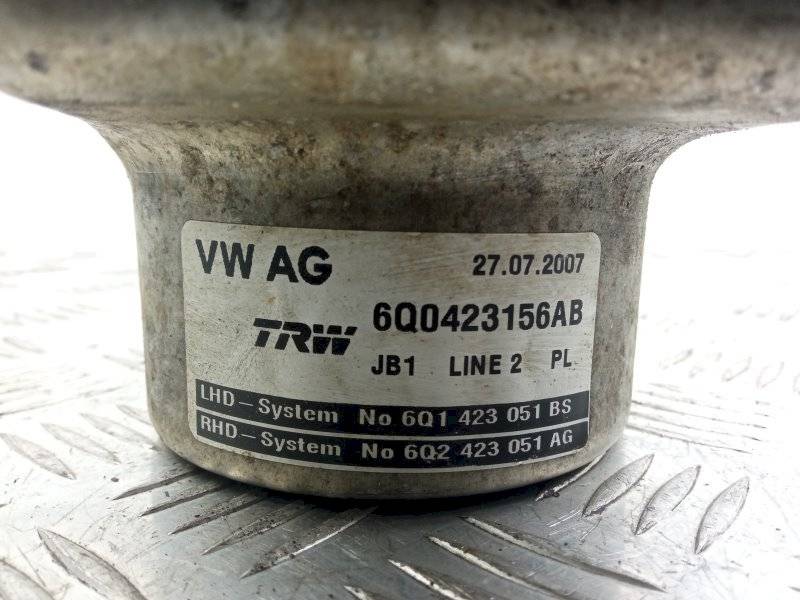 VW AG 27.07.2007
TRW 6Q0423156AB
JB1 LINE 2 PL
LHD-System No 6Q1 423 051 BS
RHD-System No 6Q2 423 051 AG